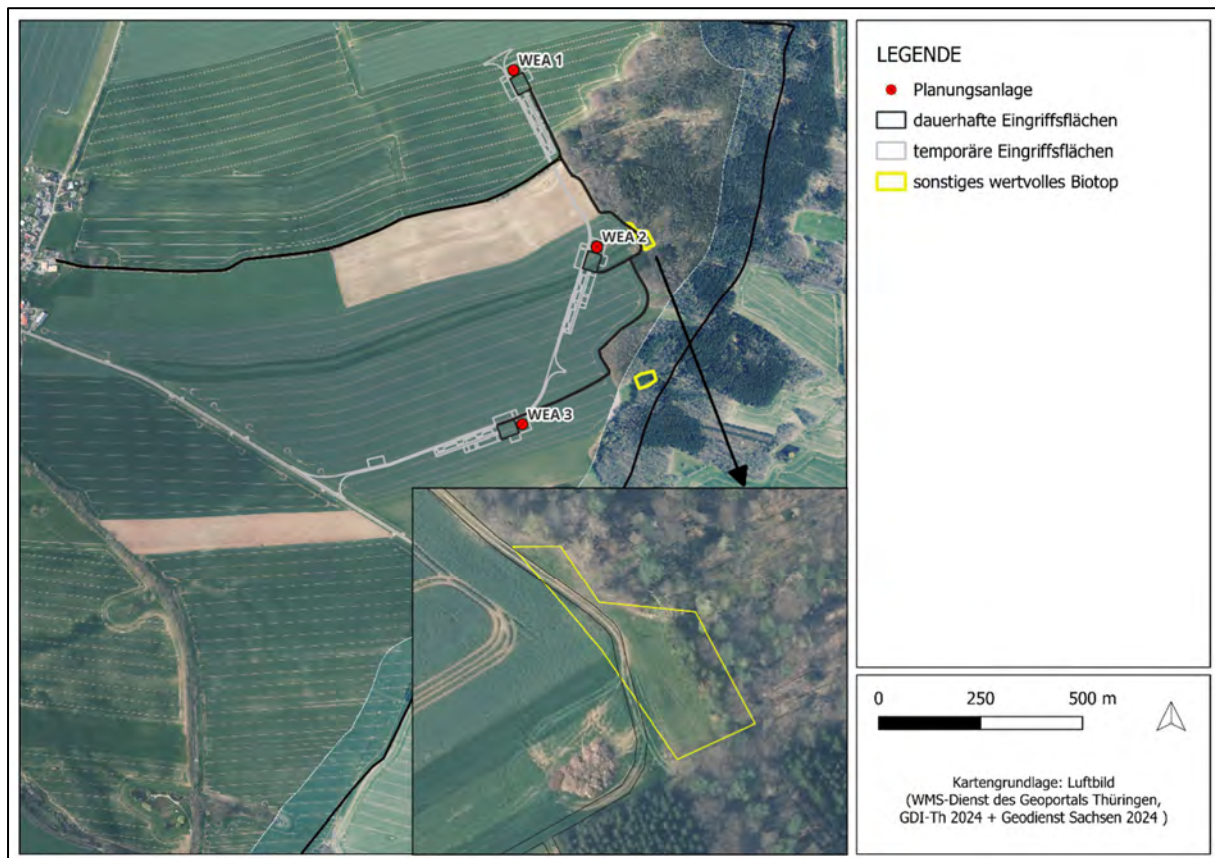 WEA 1
WEA 2
WEA 3
LEGENDE
Planungsanlage
dauerhafte Eingriffsflächen
temporäre Eingriffsflächen
sonstiges wertvolles Biotop
0 250 500 m
Kartengrundlage: Luftbild
(WMS-Dienst des Geoportals Thüringen,
GDI-Th 2024 + Geodienst Sachsen 2024 )